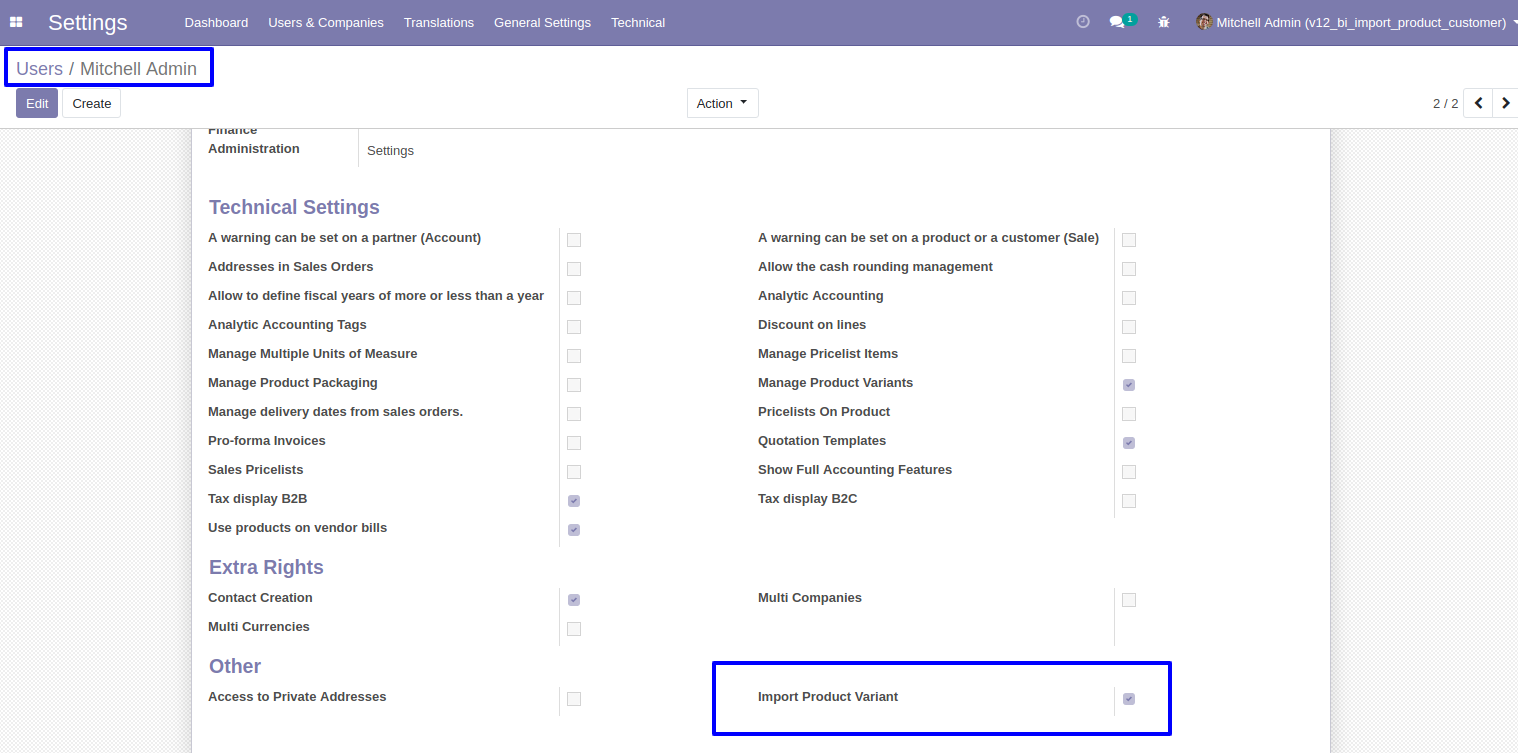 Settings Dashboard Users & Companies Translations General Settings Technical 1 Mitchell Admin (v12_bi_import_product_customer)
Users / Mitchell Admin
Edit Create Action 2 / 2
Finance
Administration Settings
Technical Settings
A warning can be set on a partner (Account) A warning can be set on a product or a customer (Sale)
Addresses in Sales Orders Allow the cash rounding management
Allow to define fiscal years of more or less than a year Analytic Accounting
Analytic Accounting Tags Discount on lines
Manage Multiple Units of Measure Manage Pricelist Items
Manage Product Packaging Manage Product Variants
Manage delivery dates from sales orders. Pricelists On Product
Pro-forma Invoices Quotation Templates
Sales Pricelists Show Full Accounting Features
Tax display B2B Tax display B2C
Use products on vendor bills
Extra Rights
Contact Creation Multi Companies
Multi Currencies
Other
Access to Private Addresses Import Product Variant